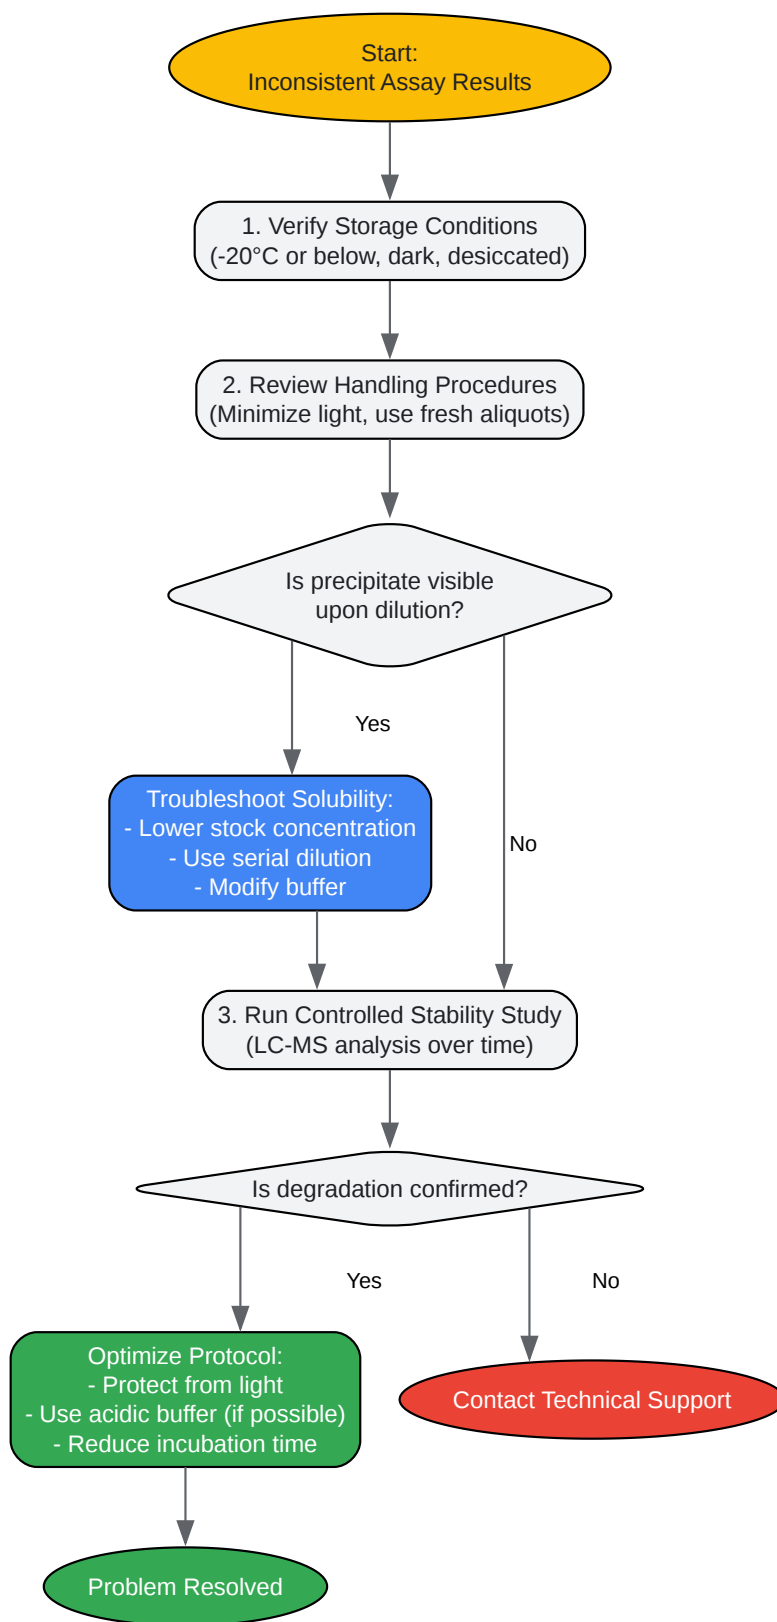 Start:
Inconsistent Assay Results
1. Verify Storage Conditions
(-20°C or below, dark, desiccated)
2. Review Handling Procedures
(Minimize light, use fresh aliquots)
Is precipitate visible
upon dilution?
Yes
Troubleshoot Solubility:
- Lower stock concentration
- Use serial dilution
- Modify buffer
No
3. Run Controlled Stability Study
(LC-MS analysis over time)
Is degradation confirmed?
Yes
No
Optimize Protocol:
- Protect from light
- Use acidic buffer (if possible)
- Reduce incubation time
Contact Technical Support
Problem Resolved